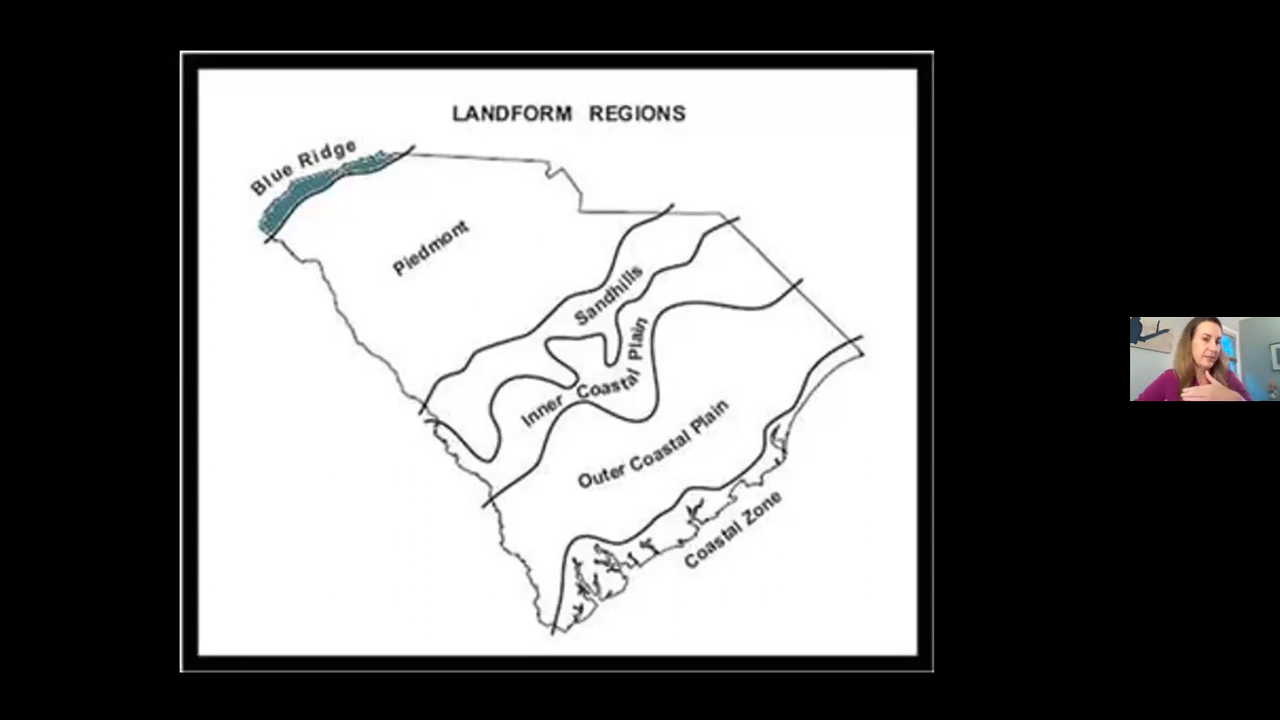 LANDFORM REGIONS
Blue Ridge
Piedmont
Sandhills
Inner Coastal Plain
Outer Coastal Plain
Coastal Zone